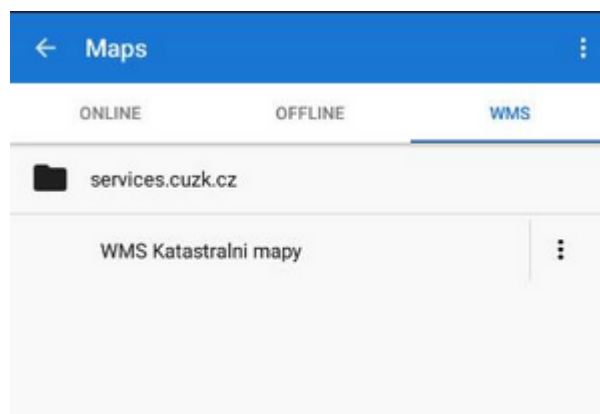 Maps
ONLINE OFFLINE WMS
services.cuzk.cz
WMS Katastralni mapy